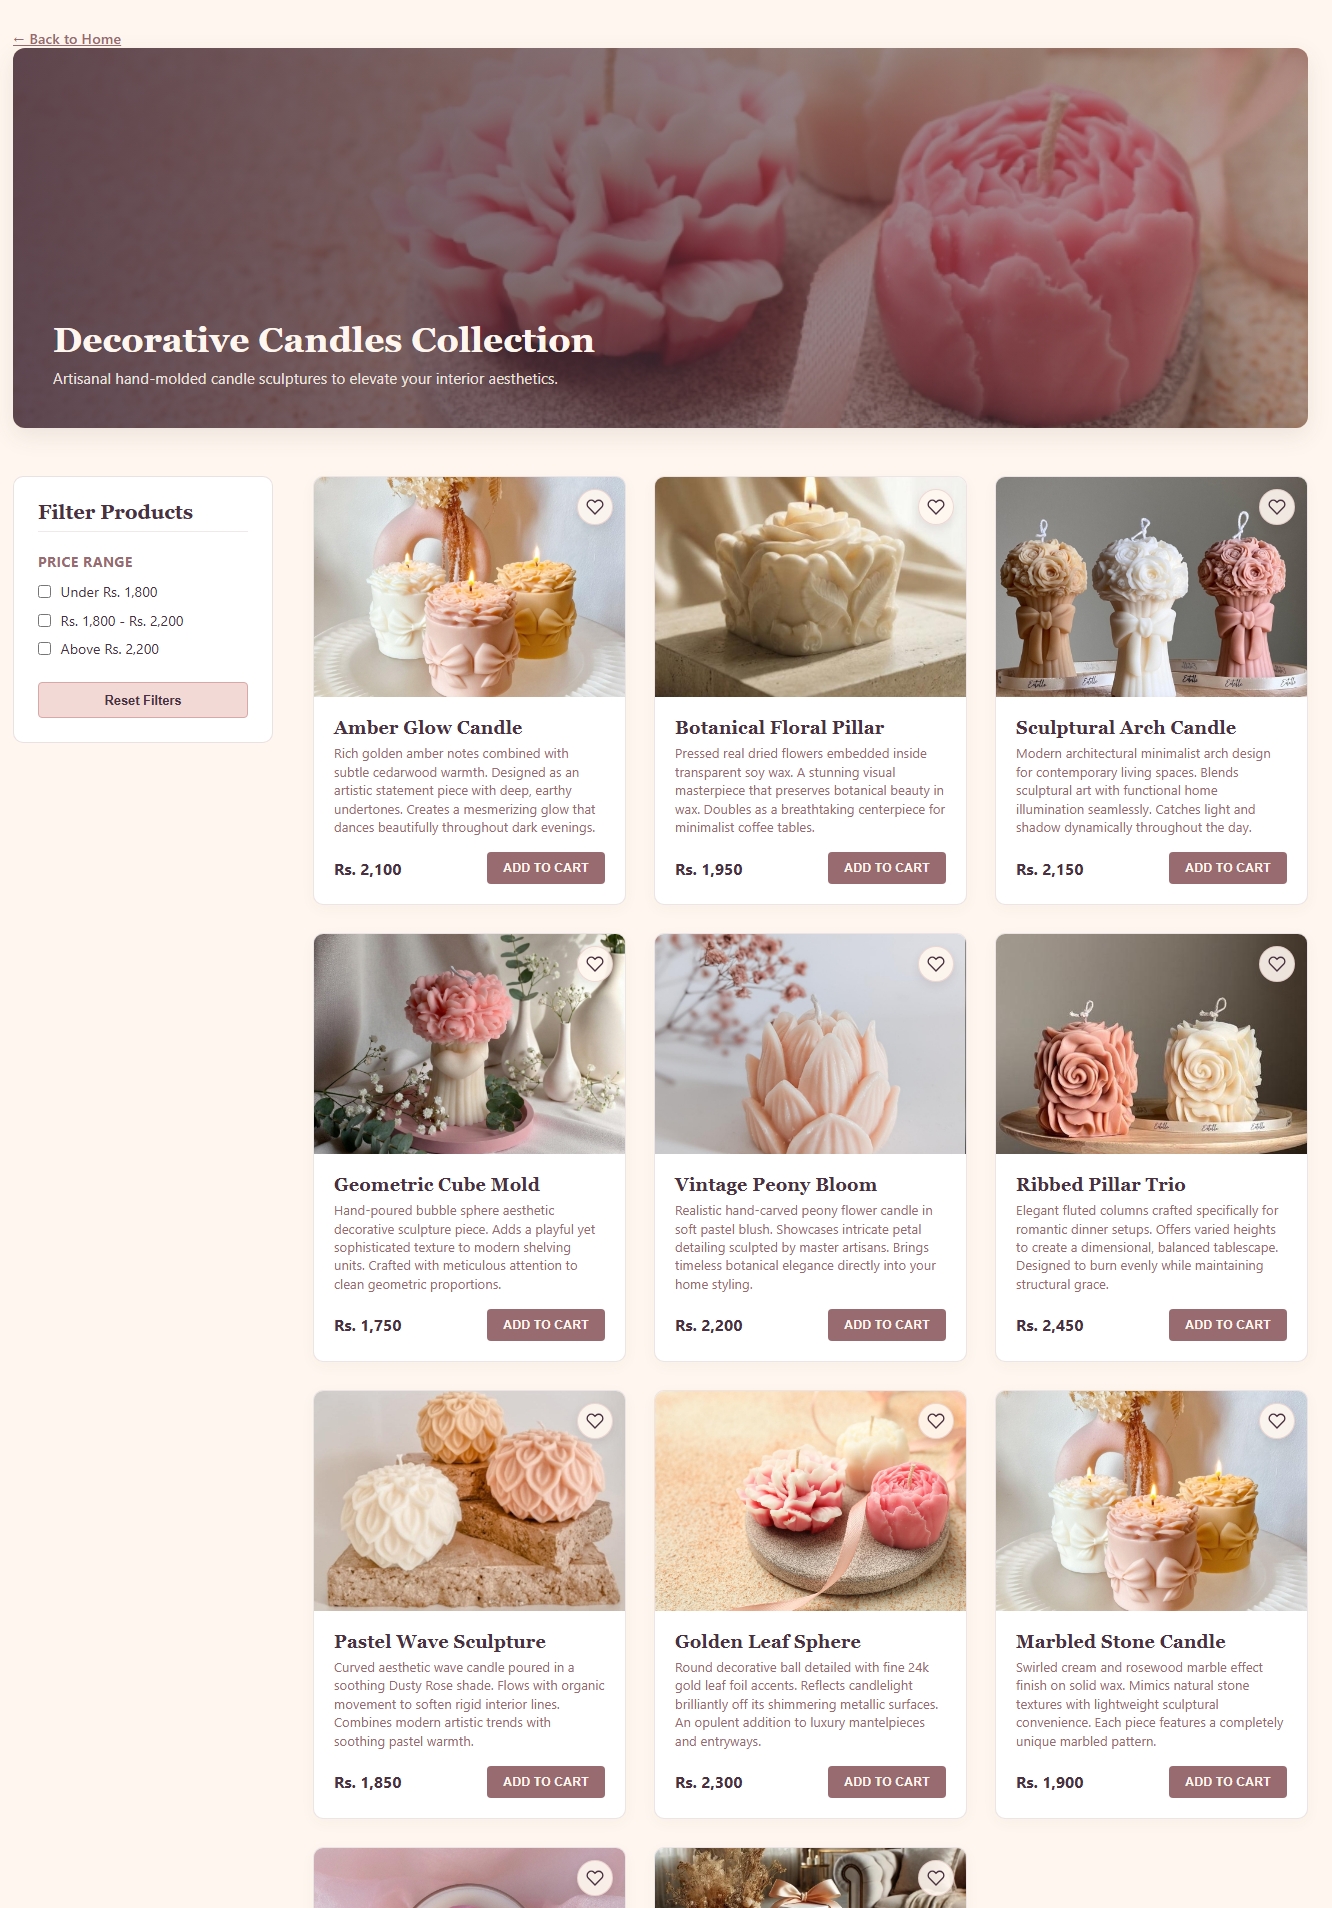 ← Back to Home
Decorative Candles Collection
Artisanal hand-molded candle sculptures to elevate your interior aesthetics.
Filter Products
PRICE RANGE
Under Rs. 1,800
Rs. 1,800 - Rs. 2,200
Above Rs. 2,200
Reset Filters
Amber Glow Candle
Rich golden amber notes combined with
subtle cedarwood warmth. Designed as an
artistic statement piece with deep, earthy
undertones. Creates a mesmerizing glow that
dances beautifully throughout dark evenings.
Rs. 2,100
ADD TO CART
Botanical Floral Pillar
Pressed real dried flowers embedded inside
transparent soy wax. A stunning visual
masterpiece that preserves botanical beauty in
wax. Doubles as a breathtaking centerpiece for
minimalist coffee tables.
Rs. 1,950
ADD TO CART
Sculptural Arch Candle
Modern architectural minimalist arch design
for contemporary living spaces. Blends
sculptural art with functional home
illumination seamlessly. Catches light and
shadow dynamically throughout the day.
Rs. 2,150
ADD TO CART
Geometric Cube Mold
Hand-poured bubble sphere aesthetic
decorative sculpture piece. Adds a playful yet
sophisticated texture to modern shelving
units. Crafted with meticulous attention to
clean geometric proportions.
Rs. 1,750
ADD TO CART
Vintage Peony Bloom
Realistic hand-carved peony flower candle in
soft pastel blush. Showcases intricate petal
detailing sculpted by master artisans. Brings
timeless botanical elegance directly into your
home styling.
Rs. 2,200
ADD TO CART
Ribbed Pillar Trio
Elegant fluted columns crafted specifically for
romantic dinner setups. Offers varied heights
to create a dimensional, balanced tablescape.
Designed to burn evenly while maintaining
structural grace.
Rs. 2,450
ADD TO CART
Pastel Wave Sculpture
Curved aesthetic wave candle poured in a
soothing Dusty Rose shade. Flows with organic
movement to soften rigid interior lines.
Combines modern artistic trends with
soothing pastel warmth.
Rs. 1,850
ADD TO CART
Golden Leaf Sphere
Round decorative ball detailed with fine 24k
gold leaf foil accents. Reflects candlelight
brilliantly off its shimmering metallic surfaces.
An opulent addition to luxury mantelpieces
and entryways.
Rs. 2,300
ADD TO CART
Marbled Stone Candle
Swirled cream and rosewood marble effect
finish on solid wax. Mimics natural stone
textures with lightweight sculptural
convenience. Each piece features a completely
unique marbled pattern.
Rs. 1,900
ADD TO CART